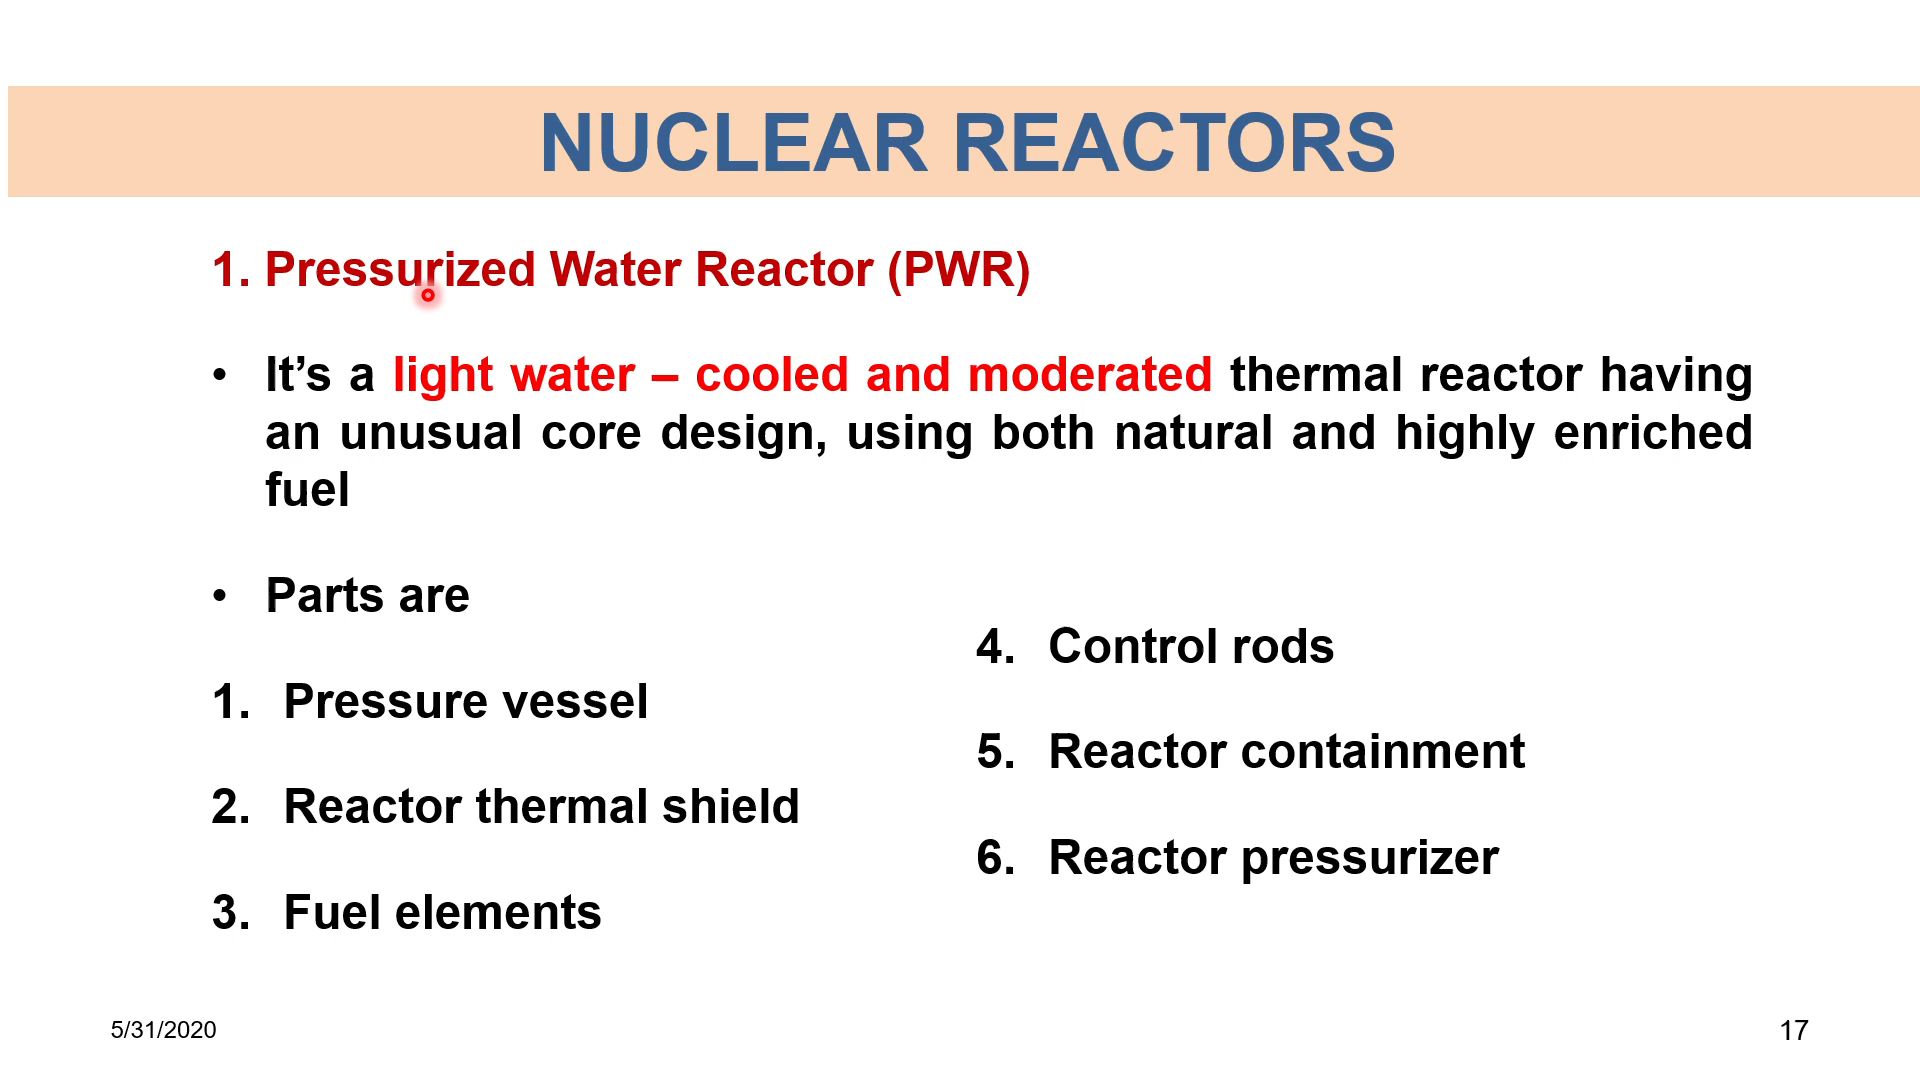 NUCLEAR REACTORS
1. Pressurized Water Reactor (PWR)
• It’s a light water – cooled and moderated thermal reactor having
an unusual core design, using both natural and highly enriched
fuel
• Parts are
1. Pressure vessel
2. Reactor thermal shield
3. Fuel elements
4. Control rods
5. Reactor containment
6. Reactor pressurizer
5/31/2020
17